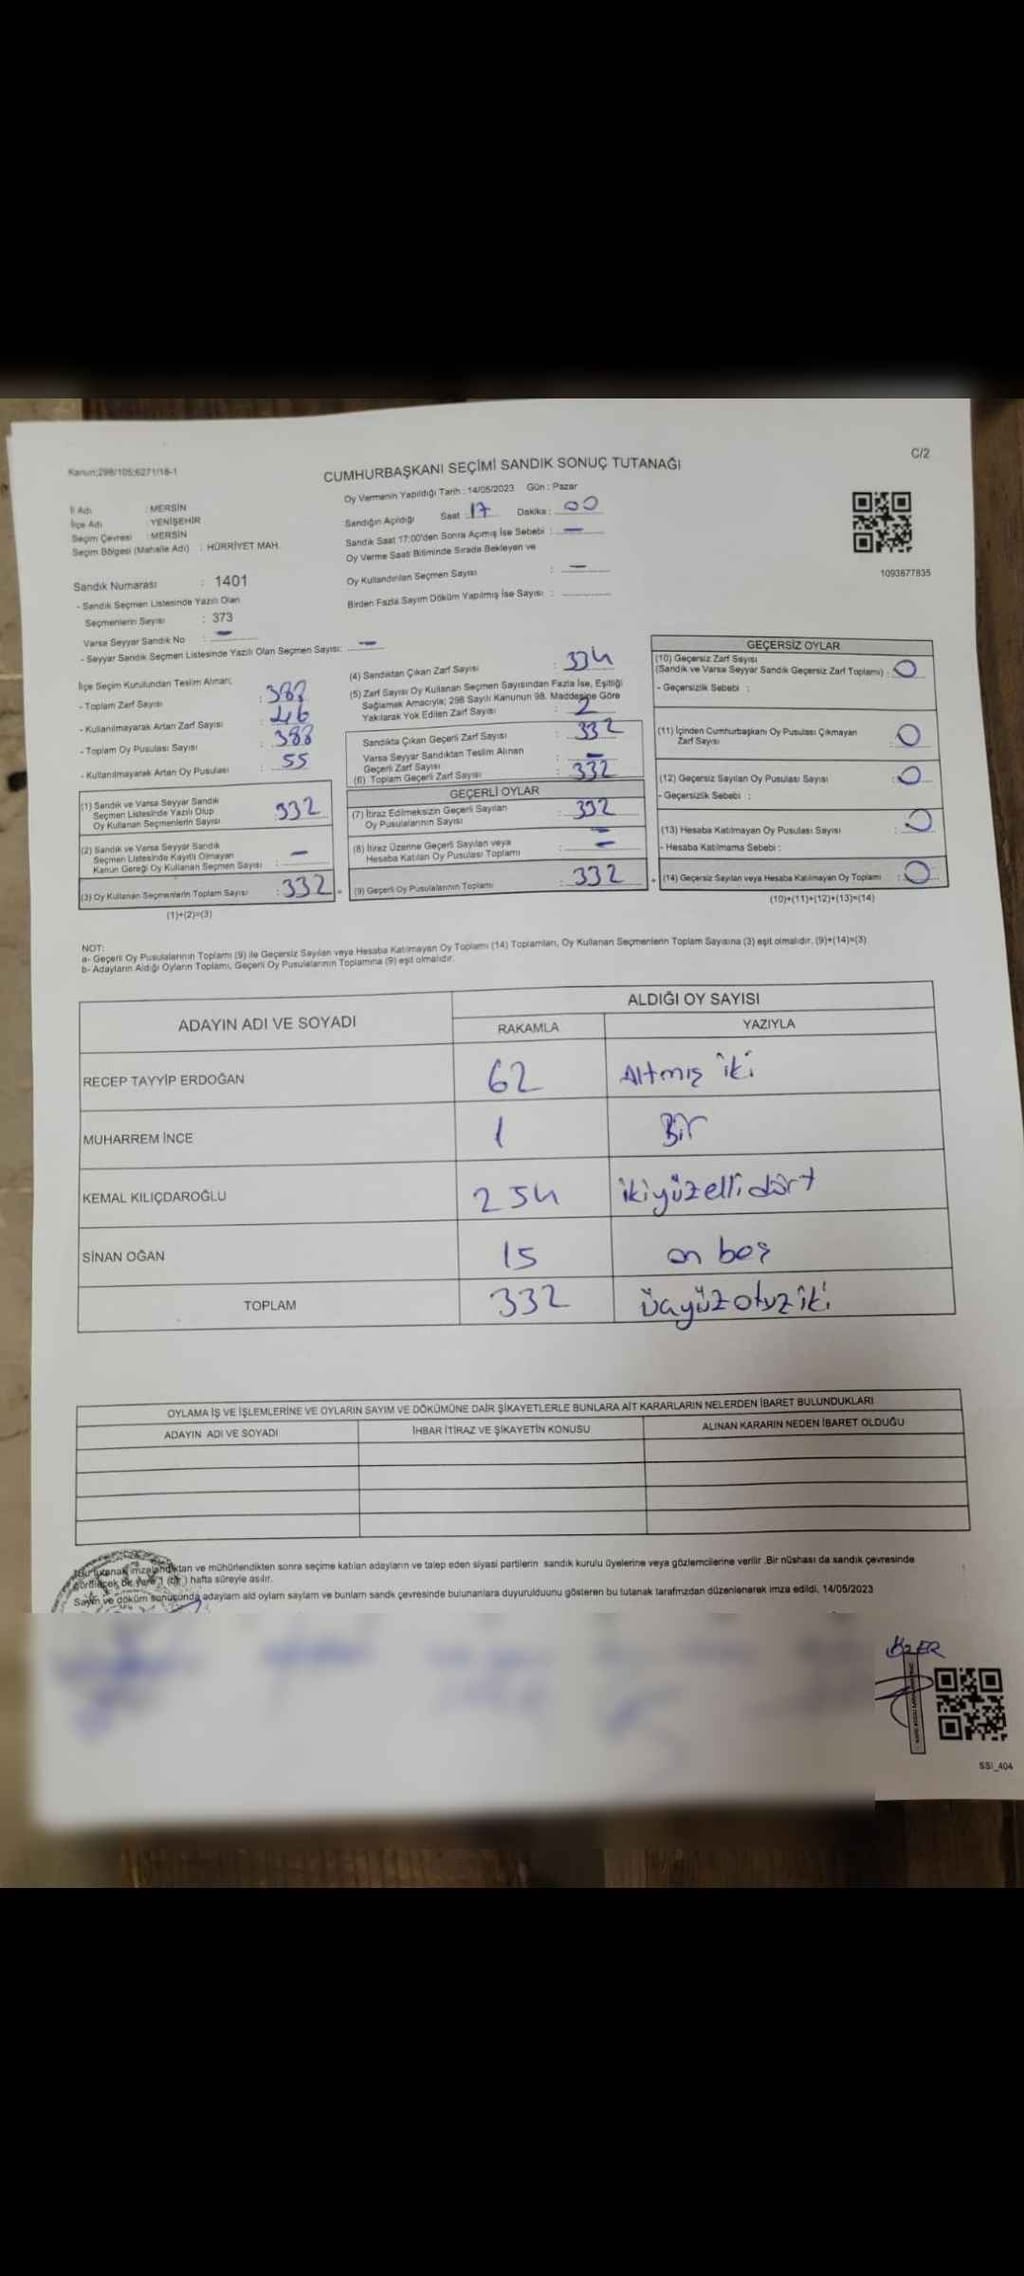 Kanun;298/105;6271/18-1
CUMHURBAŞKANI SEÇİMİ SANDIK SONUÇ TUTANAĞI
C/2
Oy Vermenin Yapıldığı Tarih : 14/05/2023 Gün : Pazar
İl Adı : MERSİN
İlçe Adı : YENİŞEHİR
Seçim Çevresi : MERSİN
Seçim Bölgesi (Mahalle Adı) : HÜRRİYET MAH.
Sandığın Açıldığı Saat : 17 Dakika : 00
Sandık Saat 17:00'den Sonra Açımış İse Sebebi : —
Oy Verme Saati Bitiminde Sırada Bekleyen ve
Oy Kullandırılan Seçmen Sayısı : —
Birden Fazla Sayım Döküm Yapılmış İse Sayısı :
1093677835
Sandık Numarası : 1401
- Sandık Seçmen Listesinde Yazılı Olan
Seçmenlerin Sayısı : 373
Varsa Seyyar Sandık No : —
- Seyyar Sandık Seçmen Listesinde Yazılı Olan Seçmen Sayısı: —
İlçe Seçim Kurulundan Teslim Alınan;
- Toplam Zarf Sayısı :
- Kullanılmayarak Artan Zarf Sayısı : 46
- Toplam Oy Pusulası Sayısı : 388
- Kullanılmayarak Artan Oy Pusulası : 55
(1) Sandık ve Varsa Seyyar Sandık
Seçmen Listesinde Yazılı Olup
Oy Kullanan Seçmenlerin Sayısı : 332
(2) Sandık ve Varsa Seyyar Sandık
Seçmen Listesinde Kayıtlı Olmayan
Kanun Gereği Oy Kullanan Seçmen Sayısı : —
(3) Oy Kullanan Seçmenlerin Toplam Sayısı : 332
(1)+(2)=(3)
(4) Sandıktan Çıkan Zarf Sayısı : 334
(5) Zarf Sayısı Oy Kullanan Seçmen Sayısından Fazla İse, Eşitliği
Sağlamak Amacıyla; 298 Sayılı Kanunun 98. Maddesine Göre
Yakılarak Yok Edilen Zarf Sayısı : 2
Sandıkta Çıkan Geçerli Zarf Sayısı : 332
Varsa Seyyar Sandıktan Teslim Alınan
Geçerli Zarf Sayısı : —
(6) Toplam Geçerli Zarf Sayısı : 332
GEÇERLİ OYLAR
(7) İtiraz Edilmeksizin Geçerli Sayılan
Oy Pusulalarının Sayısı : 332
(8) İtiraz Üzerine Geçerli Sayılan veya
Hesaba Katılan Oy Pusulası Toplamı : —
(9) Geçerli Oy Pusulalarının Toplamı : 332
GEÇERSİZ OYLAR
(10) Geçersiz Zarf Sayısı
(Sandık ve Varsa Seyyar Sandık Geçersiz Zarf Toplamı) : 0
- Geçersizlik Sebebi :
(11) İçinden Cumhurbaşkanı Oy Pusulası Çıkmayan
Zarf Sayısı : 0
(12) Geçersiz Sayılan Oy Pusulası Sayısı : 0
- Geçersizlik Sebebi :
(13) Hesaba Katılmayan Oy Pusulası Sayısı : 0
- Hesaba Katılmama Sebebi :
(14) Geçersiz Sayılan veya Hesaba Katılmayan Oy Toplamı : 0
(10)+(11)+(12)+(13)=(14)
NOT:
a- Geçerli Oy Pusulalarının Toplamı (9) ile Geçersiz Sayılan veya Hesaba Katılmayan Oy Toplamı (14) Toplamları, Oy Kullanan Seçmenlerin Toplam Sayısına (3) eşit olmalıdır. (9)+(14)=(3)
b- Adayların Aldığı Oyların Toplamı, Geçerli Oy Pusulalarının Toplamına (9) eşit olmalıdır.
ADAYIN ADI VE SOYADI ALDIĞI OY SAYISI
RAKAMLA YAZIYLA
RECEP TAYYİP ERDOĞAN 62 Altmış iki
MUHARREM İNCE 1 Bir
KEMAL KILIÇDAROĞLU 254 ikiyüzellidört
SİNAN OĞAN 15 on beş
TOPLAM 332 üçyüzotuziki
OYLAMA İŞ VE İŞLEMLERİNE VE OYLARIN SAYIM VE DÖKÜMÜNE DAİR ŞİKAYETLERLE BUNLARA AİT KARARLARIN NELERDEN İBARET BULUNDUKLARI
ADAYIN ADI VE SOYADI İHBAR İTİRAZ VE ŞİKAYETİN KONUSU ALINAN KARARIN NEDEN İBARET OLDUĞU
tutanak imzalandıktan ve mühürlendikten sonra seçime katılan adayların ve talep eden siyasi partilerin sandık kurulu üyelerine veya gözlemcilerine verilir .Bir nüshası da sandık çevresinde
hafta süreyle asılır.
Sayım ve döküm sonucunda adayların ald oyların sayılam ve bunlam sandk çevresinde bulunanlara duyurulduunu gösteren bu tutanak tarafmzdan düzenlenerek imza edildi. 14/05/2023
SSI_404